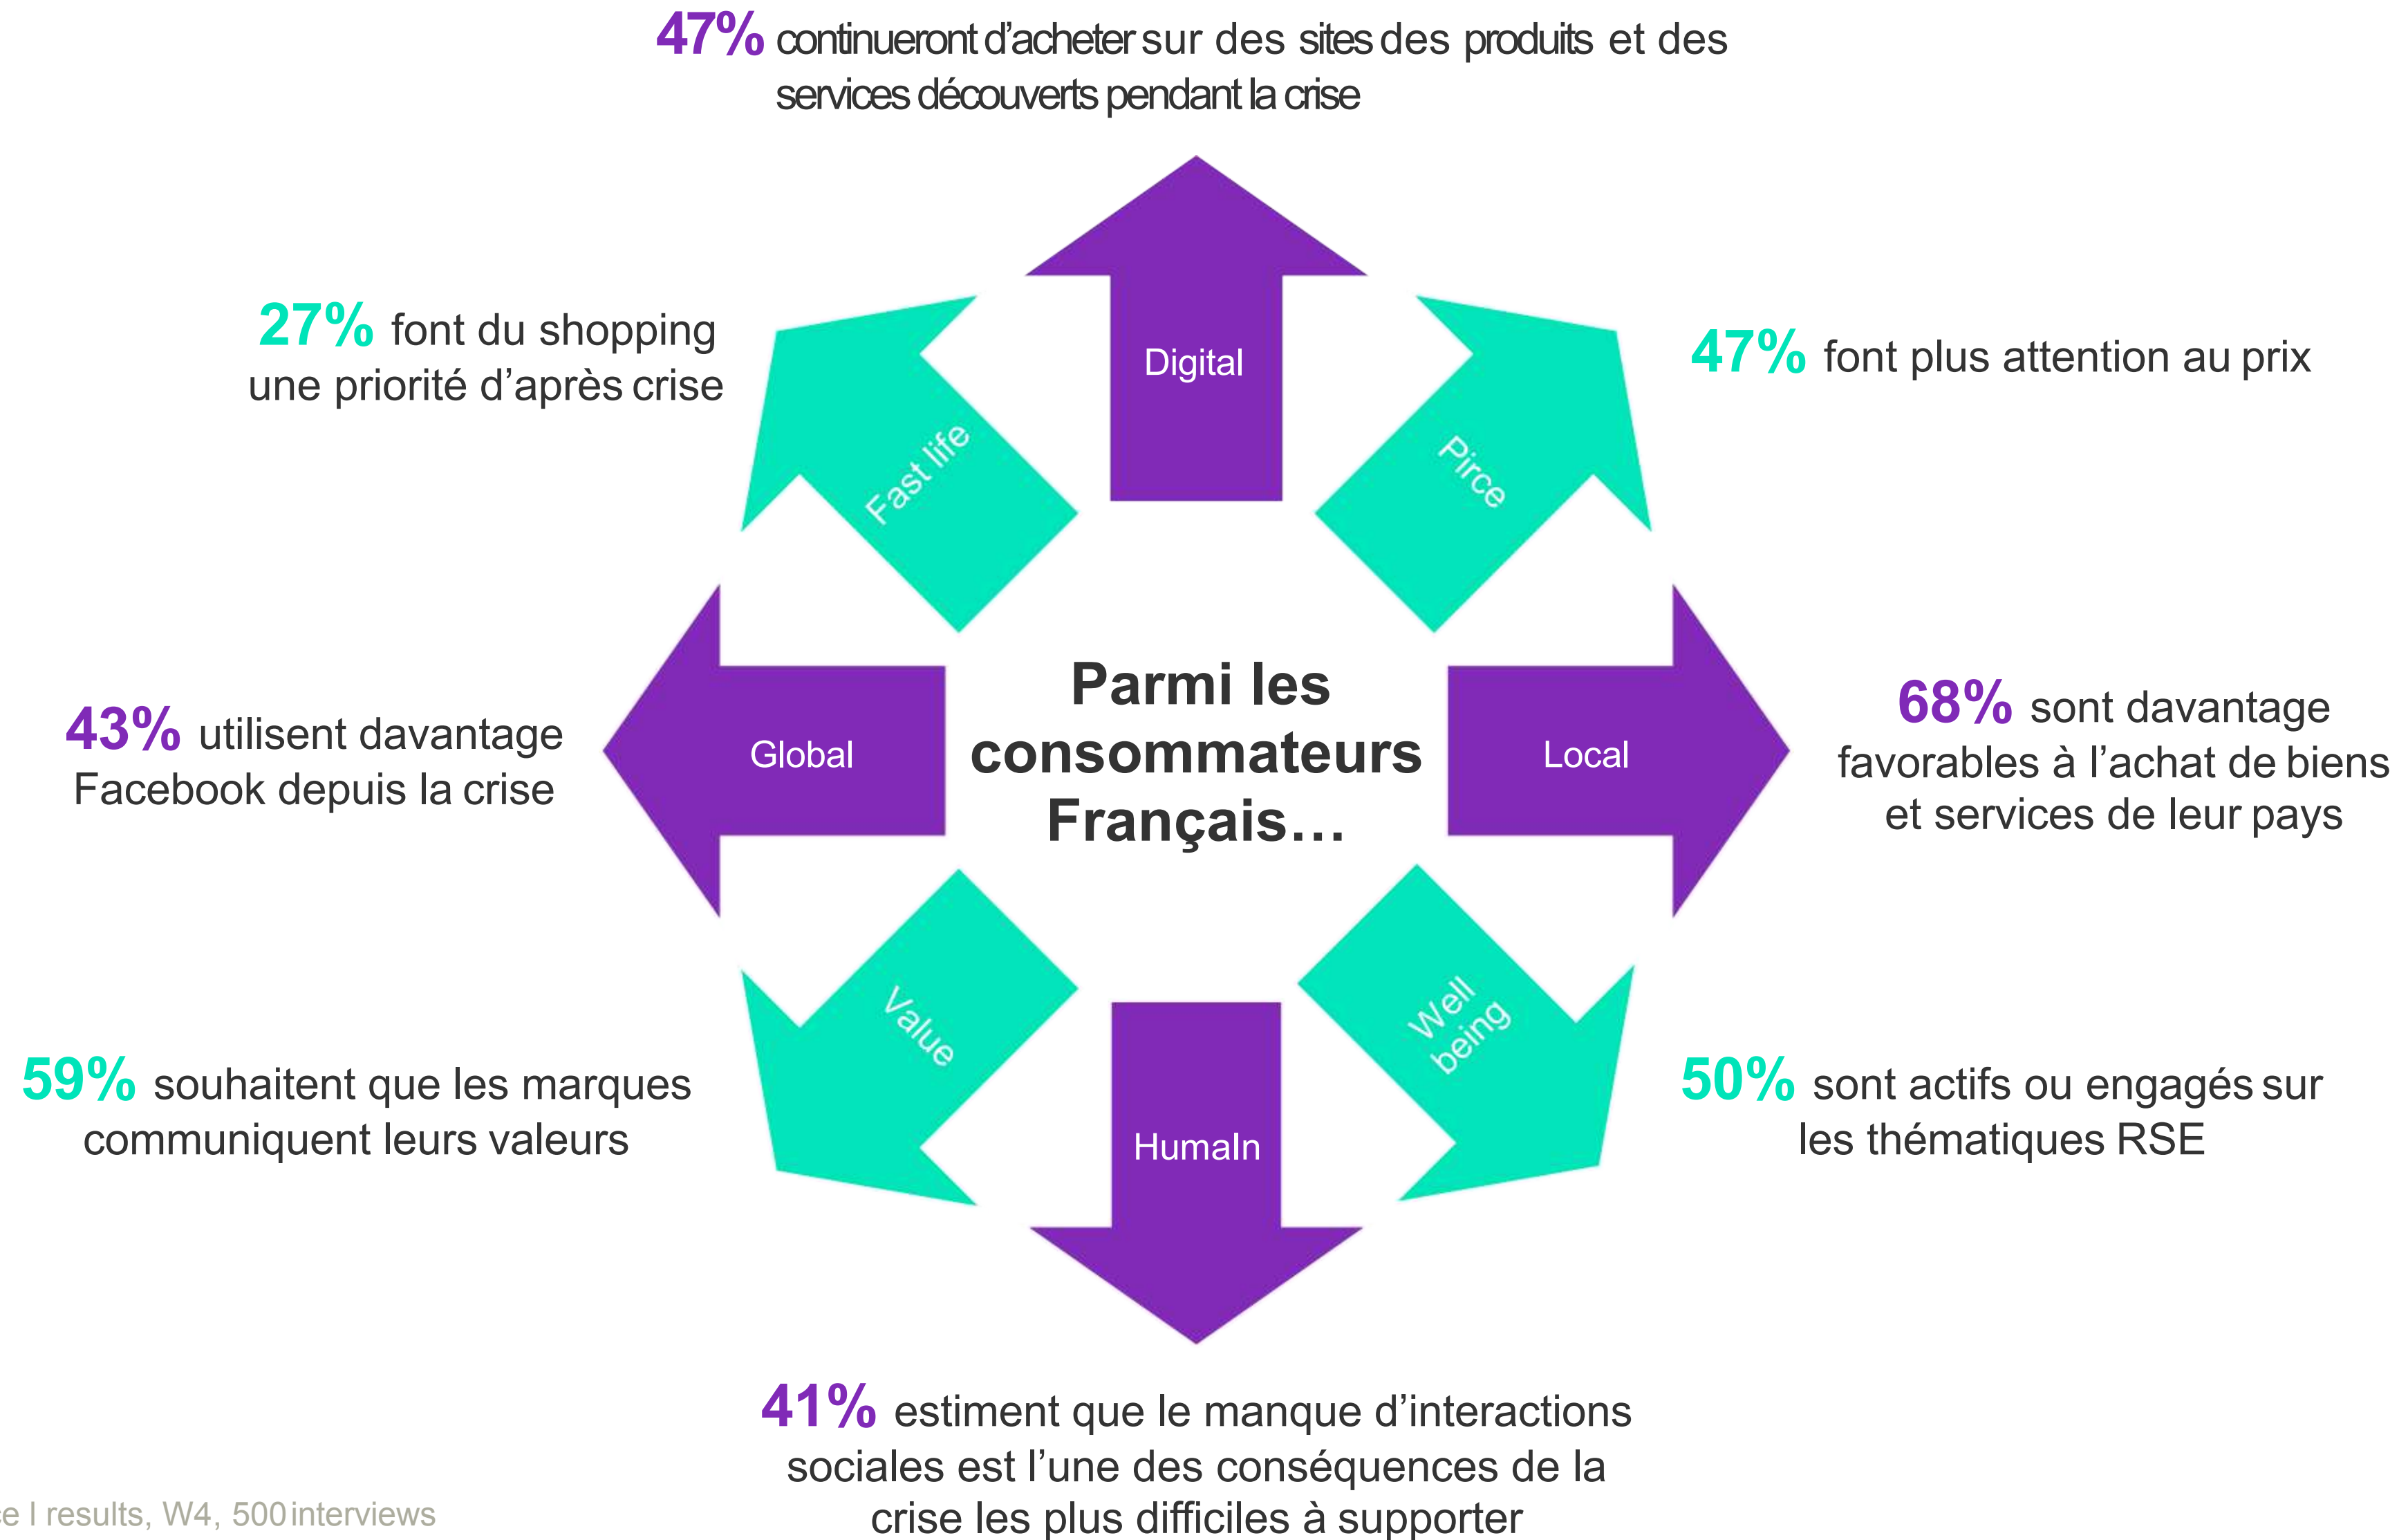 47% continueront d’acheter sur des sites des produits et des
services découverts pendant la crise
27% font du shopping
une priorité d’après crise
Digital
47% font plus attention au prix
Fast life
Pirce
43% utilisent davantage
Facebook depuis la crise
Global
Parmi les
consommateurs
Français…
Local
68% sont davantage
favorables à l’achat de biens
et services de leur pays
59% souhaitent que les marques
communiquent leurs valeurs
Value
Humaln
Well
being
50% sont actifs ou engagés sur
les thématiques RSE
41% estiment que le manque d’interactions
sociales est l’une des conséquences de la
crise les plus difficiles à supporter
I results, W4, 500 interviews